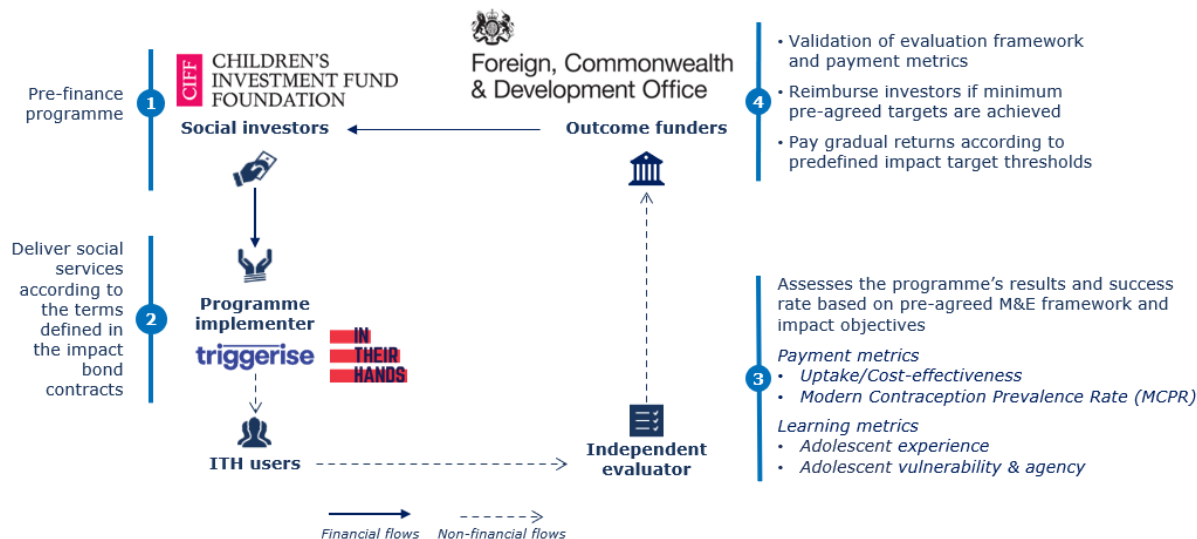 Pre-finance
programme
1
CIFF
CHILDREN'S
INVESTMENT FUND
FOUNDATION
Social investors
Foreign, Commonwealth
& Development Office
Outcome funders
4
• Validation of evaluation framework
and payment metrics
• Reimburse investors if minimum
pre-agreed targets are achieved
• Pay gradual returns according to
predefined impact target thresholds
Deliver social
services
according to
the terms
defined in
the impact
bond
contracts
2
Programme
implementer
triggerise
IN
THEIR
HANDS
ITH users
Independent
evaluator
3
Assesses the programme's results and success
rate based on pre-agreed M&E framework and
impact objectives
Payment metrics
• Uptake/Cost-effectiveness
• Modern Contraception Prevalence Rate (MCPR)
Learning metrics
• Adolescent experience
• Adolescent vulnerability & agency
Financial flows
Non-financial flows